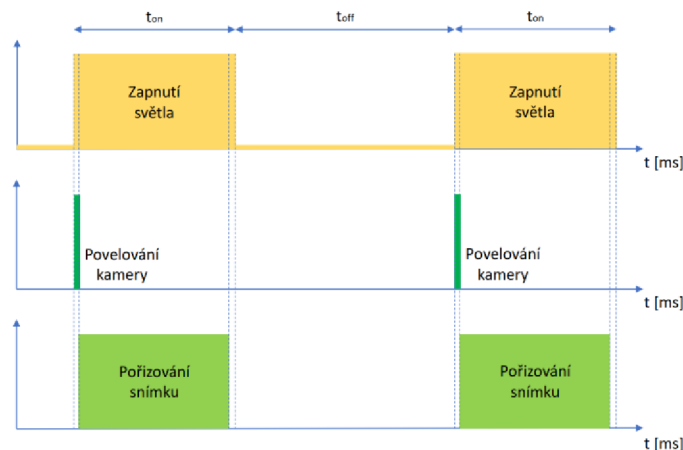 ton
toff
ton
Zapnutí
světla
Zapnutí
světla
t [ms]
Povelování
kamery
Povelování
kamery
t [ms]
Pořizování
snímku
Pořizování
snímku
t [ms]